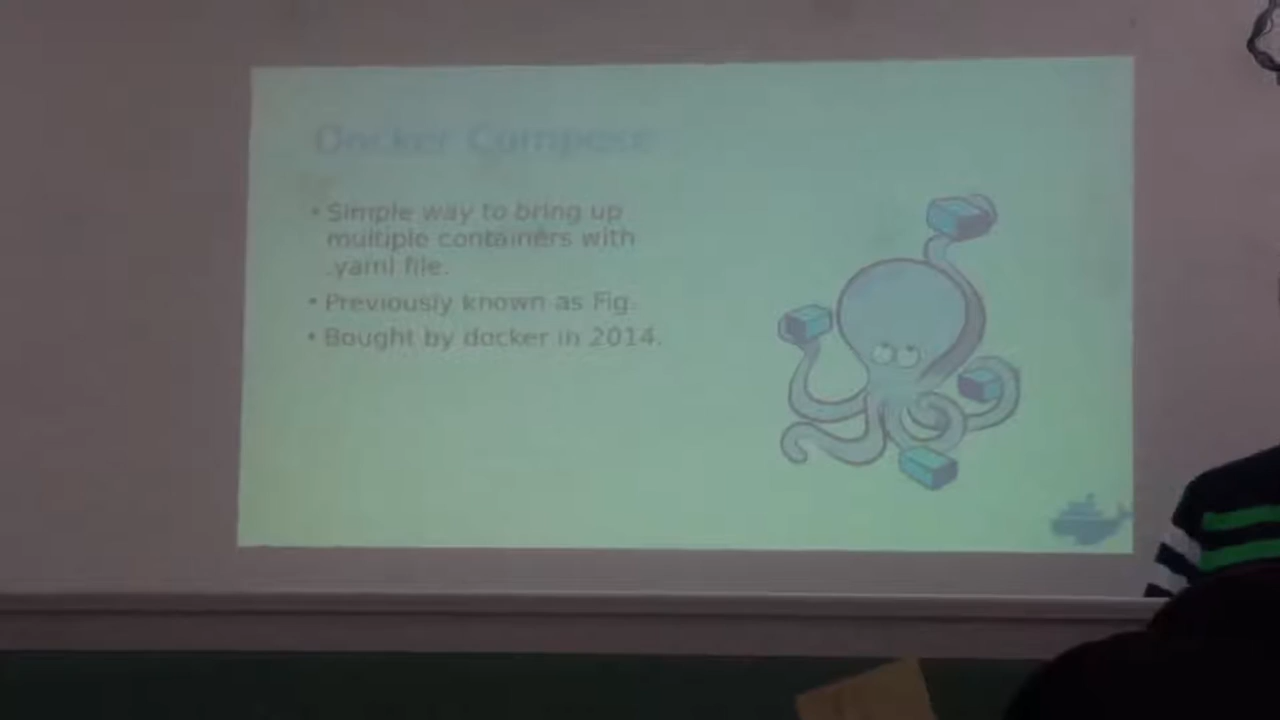 Docker Compose
• Simple way to bring up
multiple containers with
.yaml file.
• Previously known as Fig.
• Bought by docker in 2014.